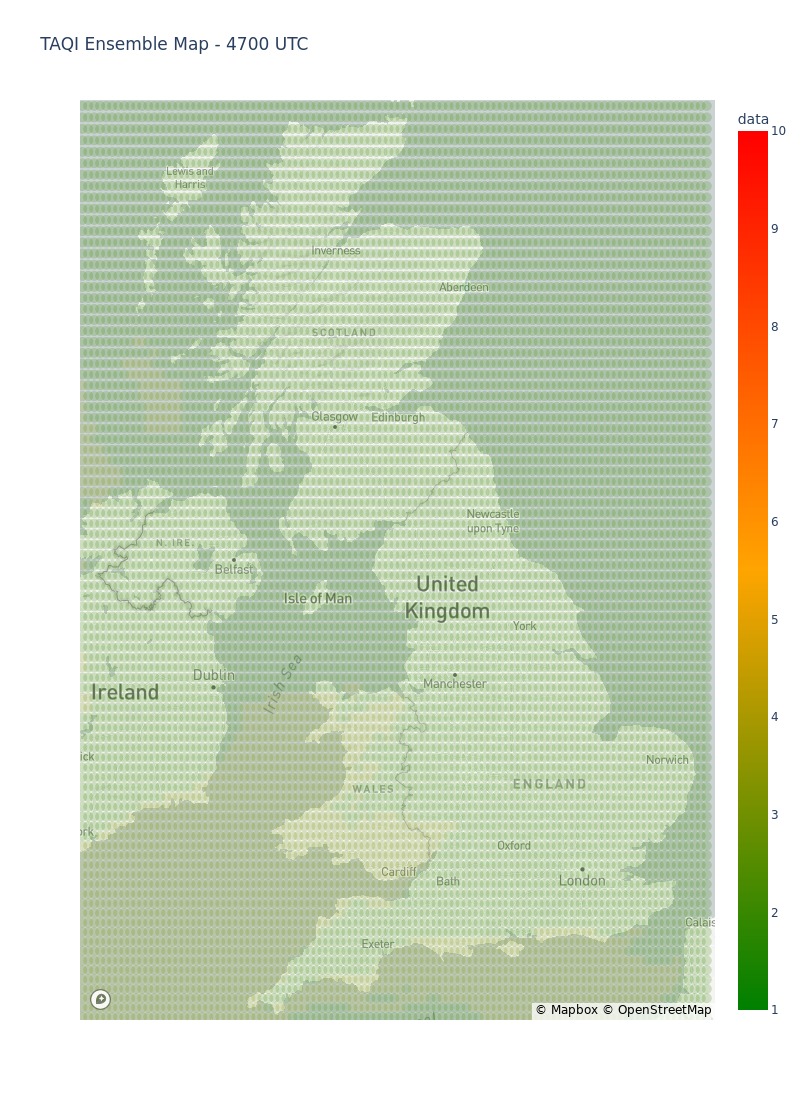 TAQI Ensemble Map - 4700 UTC
data
10
9
8
7
6
5
4
3
2
1
Lewis and
Harris
Inverness
Aberdeen
SCOTLAND
Glasgow
Edinburgh
Newcastle
upon Tyne
N. IRE.
Belfast
Isle of Man
United
Kingdom
York
Irish Sea
Dublin
Manchester
Ireland
ick
Norwich
WALES
ENGLAND
ork
Oxford
Cardiff
Bath
London
Calais
Exeter
© Mapbox © OpenStreetMap